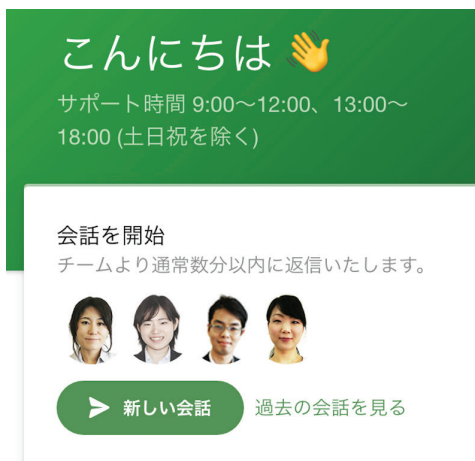 こんにちは 👋
サポート時間 9:00〜12:00、13:00〜
18:00 (土日祝を除く)
会話を開始
チームより通常数分以内に返信いたします。
新しい会話
過去の会話を見る